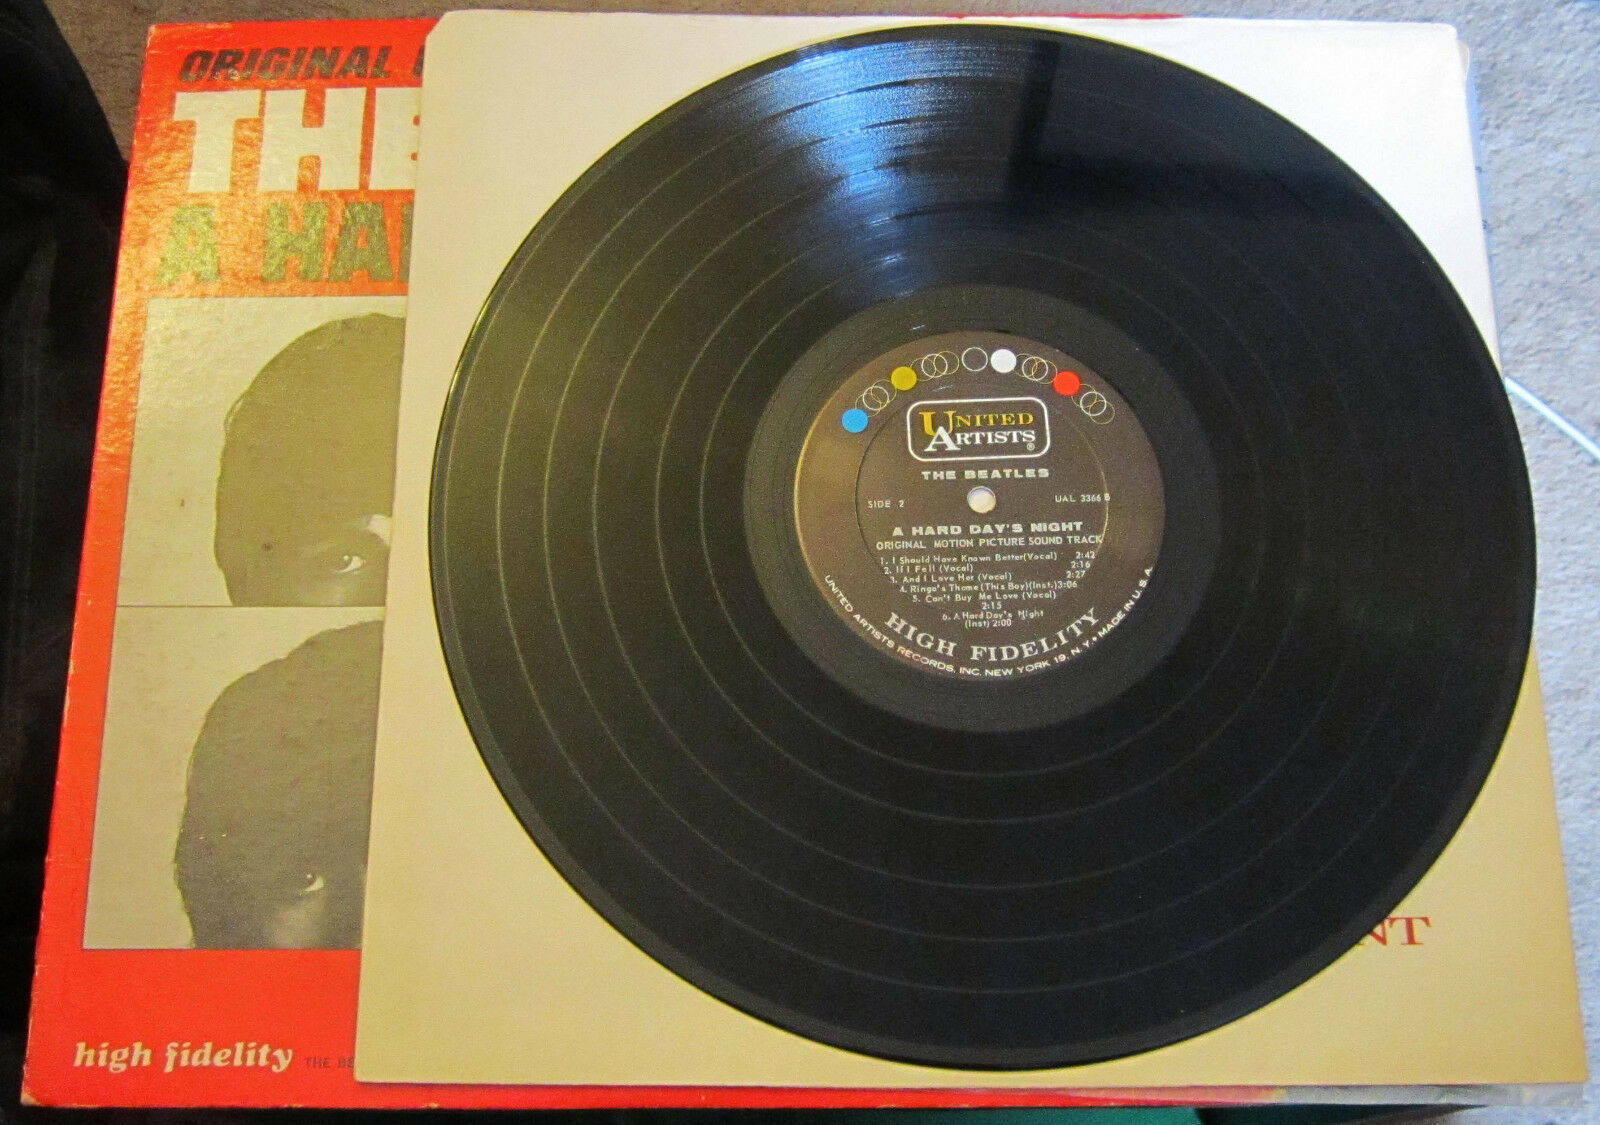 ORIGINAL
THE
A HA
high fidelity THE BE
UNITED
ARTISTS®
THE BEATLES
SIDE 2 UAL 3366 B
A HARD DAY'S NIGHT
ORIGINAL MOTION PICTURE SOUND TRACK
1. I Should Have Known Better (Vocal) 2:42
2. If I Fell (Vocal) 2:16
3. And I Love Her (Vocal) 2:27
4. Ringo's Theme (This Boy) (Inst.) 3:06
5. Can't Buy Me Love (Vocal)
2:15
6. A Hard Day's Night
(Inst) 2:00
HIGH FIDELITY
UNITED ARTISTS RECORDS, INC. NEW YORK 19, N.Y. • MADE IN U.S.A.
NT